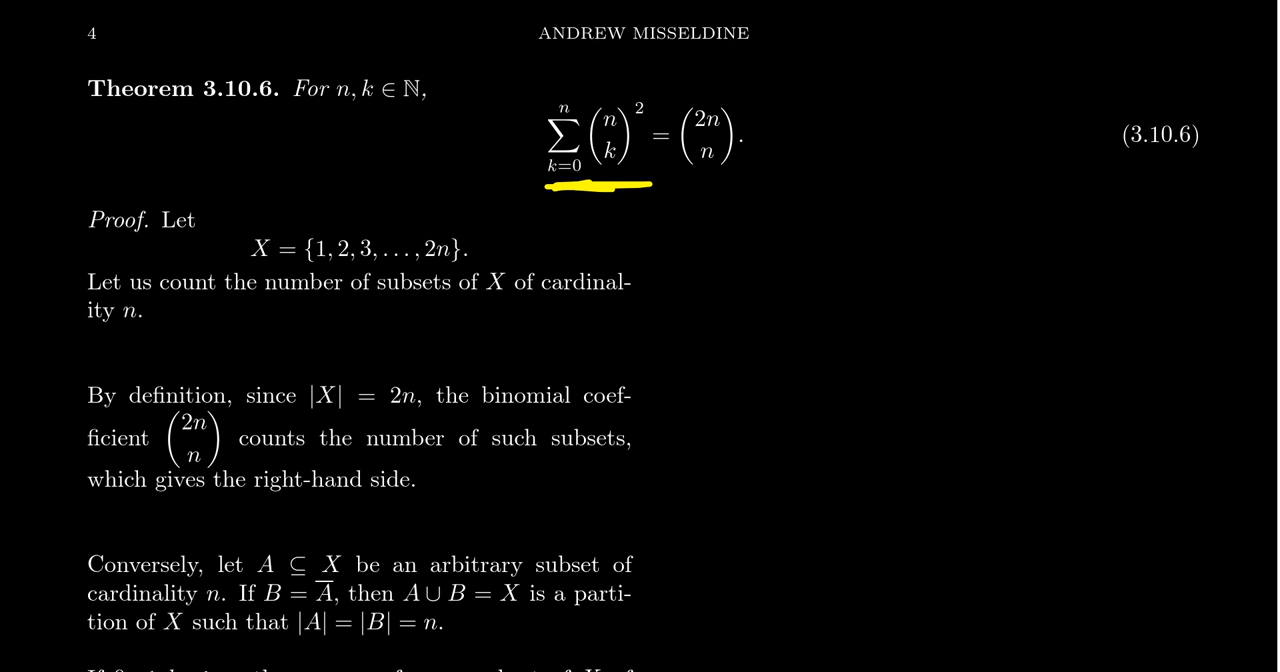 4 ANDREW MISSELDINE
Theorem 3.10.6. For n, k ∈ ℕ,
\sum_{k=0}^{n} \binom{n}{k}^2 = \binom{2n}{n}. (3.10.6)
Proof. Let
X = {1, 2, 3, . . . , 2n}.
Let us count the number of subsets of X of cardinal-
ity n.
By definition, since |X| = 2n, the binomial coef-
ficient \binom{2n}{n} counts the number of such subsets,
which gives the right-hand side.
Conversely, let A ⊆ X be an arbitrary subset of
cardinality n. If B = \overline{A}, then A ∪ B = X is a parti-
tion of X such that |A| = |B| = n.